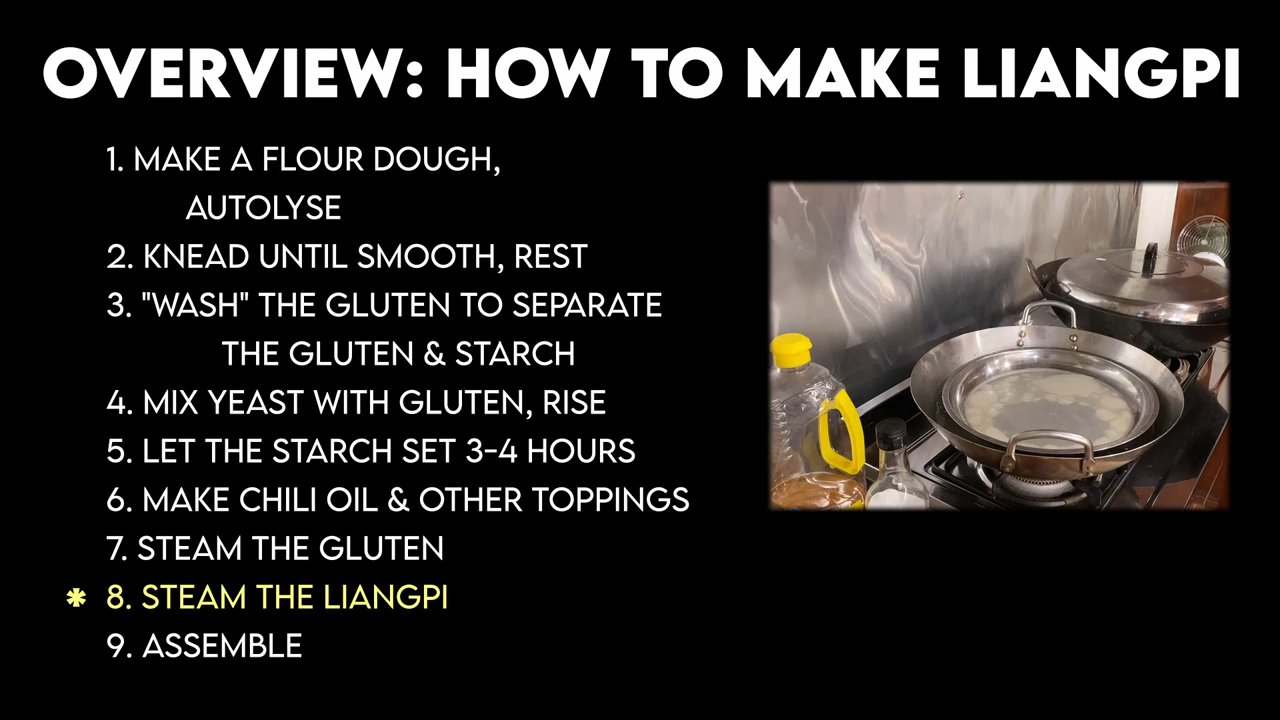 OVERVIEW: HOW TO MAKE LIANGPI
1. MAKE A FLOUR DOUGH,
AUTOLYSE
2. KNEAD UNTIL SMOOTH, REST
3. "WASH" THE GLUTEN TO SEPARATE
THE GLUTEN & STARCH
4. MIX YEAST WITH GLUTEN, RISE
5. LET THE STARCH SET 3-4 HOURS
6. MAKE CHILI OIL & OTHER TOPPINGS
7. STEAM THE GLUTEN
* 8. STEAM THE LIANGPI
9. ASSEMBLE